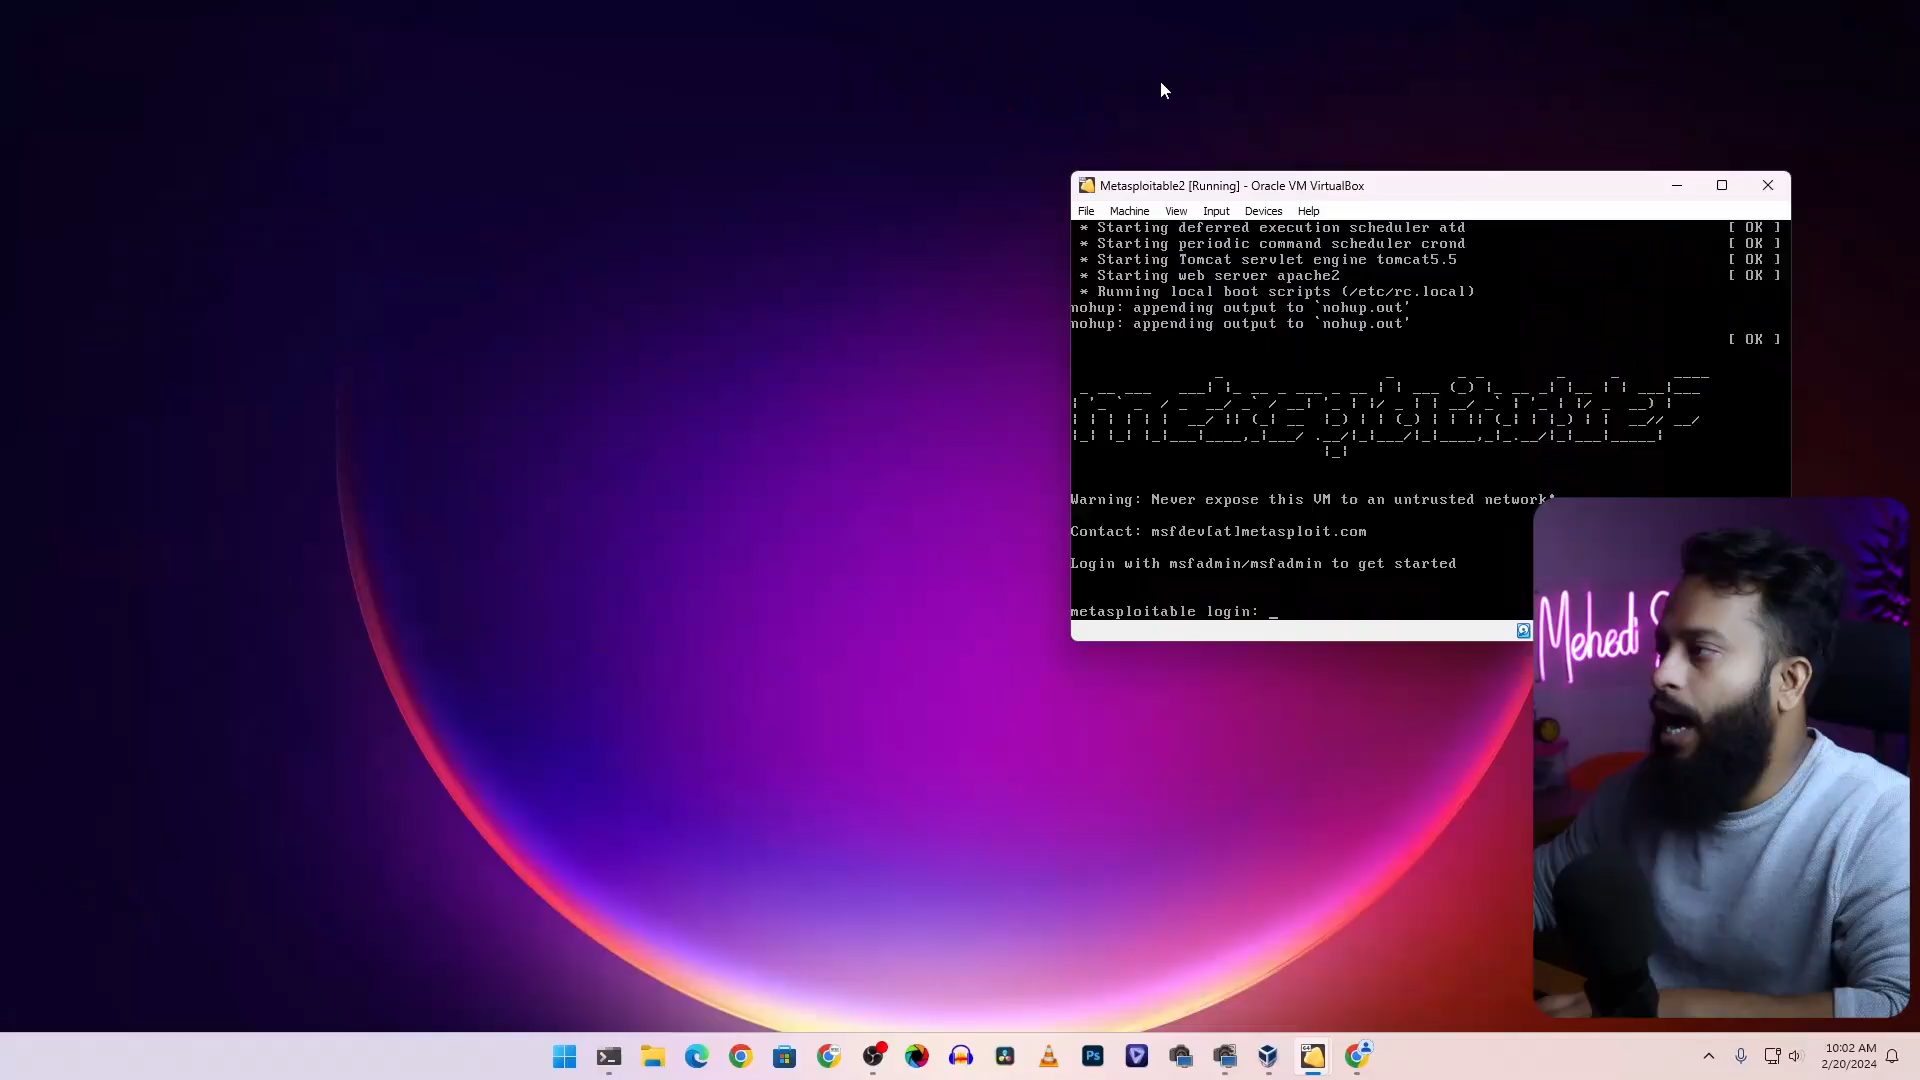 Metasploitable2 [Running] - Oracle VM VirtualBox
File Machine View Input Devices Help
* Starting deferred execution scheduler atd [ OK ]
* Starting periodic command scheduler crond [ OK ]
* Starting Tomcat servlet engine tomcat5.5 [ OK ]
* Starting web server apache2 [ OK ]
* Running local boot scripts (/etc/rc.local)
nohup: appending output to `nohup.out'
nohup: appending output to `nohup.out'
[ OK ]
metasploitable2
Warning: Never expose this VM to an untrusted network!
Contact: msfdev[at]metasploit.com
Login with msfadmin/msfadmin to get started
metasploitable login: _
Mehedi S
Ps
10:02 AM
2/20/2024